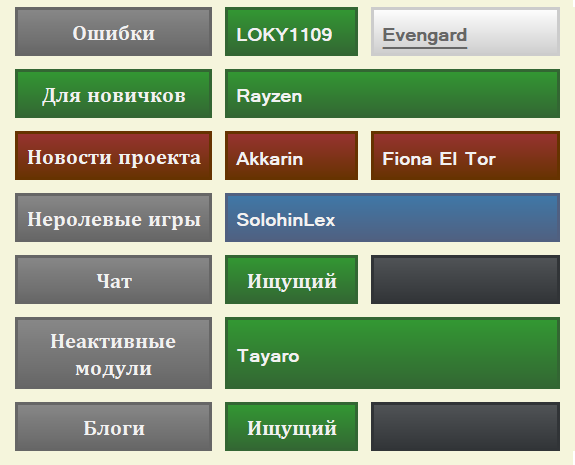 Ошибки LOKY1109 Evengard
Для новичков Rayzen
Новости проекта Akkarin Fiona El Tor
Неролевые игры SolohinLex
Чат Ищущий
Неактивные
модули
Tayaro
Блоги Ищущий